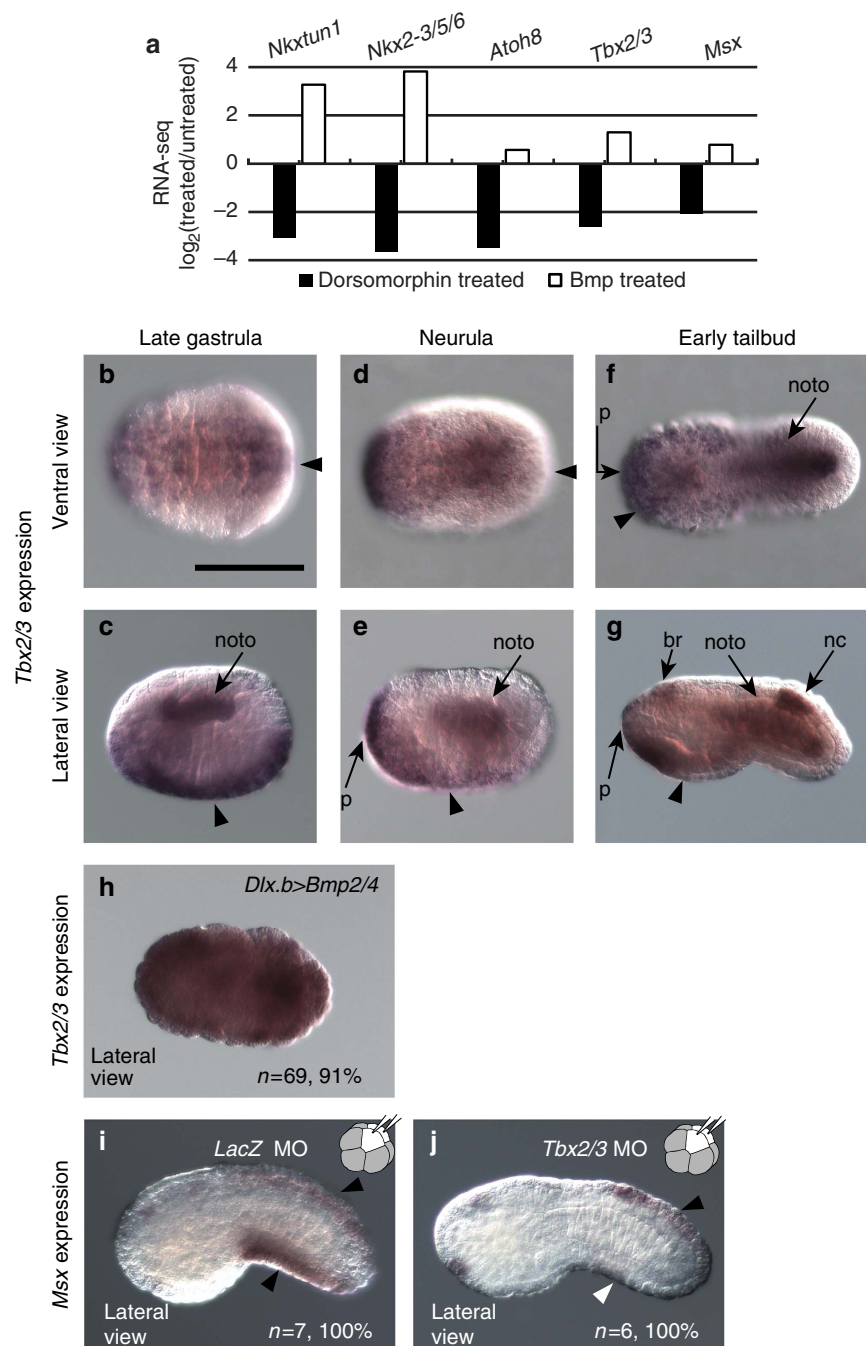 a
Nkxtun1 Nkx2-3/5/6 Atoh8 Tbx2/3 Msx
RNA-seq
log2(treated/untreated)
4
2
0
−2
−4
Dorsomorphin treated Bmp treated
Late gastrula Neurula Early tailbud
Tbx2/3 expression
Ventral view
b
d
f
p
noto
Lateral view
c
noto
e
noto
p
g
br
noto
nc
p
Tbx2/3 expression
h
Dlx.b>Bmp2/4
Lateral
view
n=69, 91%
Msx expression
i
LacZ MO
Lateral
view
n=7, 100%
j
Tbx2/3 MO
Lateral
view
n=6, 100%